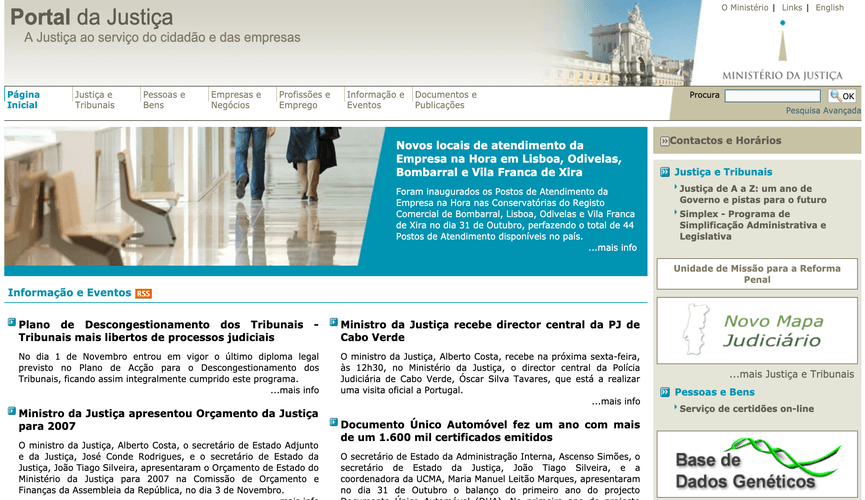 Portal da Justiça
A Justiça ao serviço do cidadão e das empresas
O Ministério | Links | English
MINISTÉRIO DA JUSTIÇA
Página
Inicial
Justiça e
Tribunais
Pessoas e
Bens
Empresas e
Negócios
Profissões e
Emprego
Informação e
Eventos
Documentos e
Publicações
Procura
OK
Pesquisa Avançada
Novos locais de atendimento da
Empresa na Hora em Lisboa, Odivelas,
Bombarral e Vila Franca de Xira
Foram inaugurados os Postos de Atendimento da
Empresa na Hora nas Conservatórias do Registo
Comercial de Bombarral, Lisboa, Odivelas e Vila Franca
de Xira no dia 31 de Outubro, perfazendo o total de 44
Postos de Atendimento disponíveis no país.
...mais info
Informação e Eventos RSS
Plano de Descongestionamento dos Tribunais -
Tribunais mais libertos de processos judiciais
No dia 1 de Novembro entrou em vigor o último diploma legal
previsto no Plano de Acção para o Descongestionamento dos
Tribunais, ficando assim integralmente cumprido este programa.
...mais info
Ministro da Justiça apresentou Orçamento da Justiça
para 2007
O ministro da Justiça, Alberto Costa, o secretário de Estado Adjunto
e da Justiça, José Conde Rodrigues, e o secretário de Estado da
Justiça, João Tiago Silveira, apresentaram o Orçamento de Estado do
Ministério da Justiça para 2007 na Comissão de Orçamento e
Finanças da Assembleia da República, no dia 3 de Novembro.
...mais info
Ministro da Justiça recebe director central da PJ de
Cabo Verde
O ministro da Justiça, Alberto Costa, recebe na próxima sexta-feira,
às 12h30, no Ministério da Justiça, o director central da Polícia
Judiciária de Cabo Verde, Óscar Silva Tavares, que está a realizar
uma visita oficial a Portugal.
...mais info
Documento Único Automóvel fez um ano com mais
de um 1.600 mil certificados emitidos
O secretário de Estado da Administração Interna, Ascenso Simões, o
secretário de Estado da Justiça, João Tiago Silveira, e a
coordenadora da UCMA, Maria Manuel Leitão Marques, apresentaram
no dia 31 de Outubro o balanço do primeiro ano do projecto
Documento Único Automóvel (DUA). No primeiro ano do projecto
Contactos e Horários
Justiça e Tribunais
Justiça de A a Z: um ano de
Governo e pistas para o futuro
Simplex - Programa de
Simplificação Administrativa e
Legislativa
Unidade de Missão para a Reforma
Penal
Novo Mapa
Judiciário
...mais Justiça e Tribunais
Pessoas e Bens
Serviço de certidões on-line
Base de
Dados Genéticos